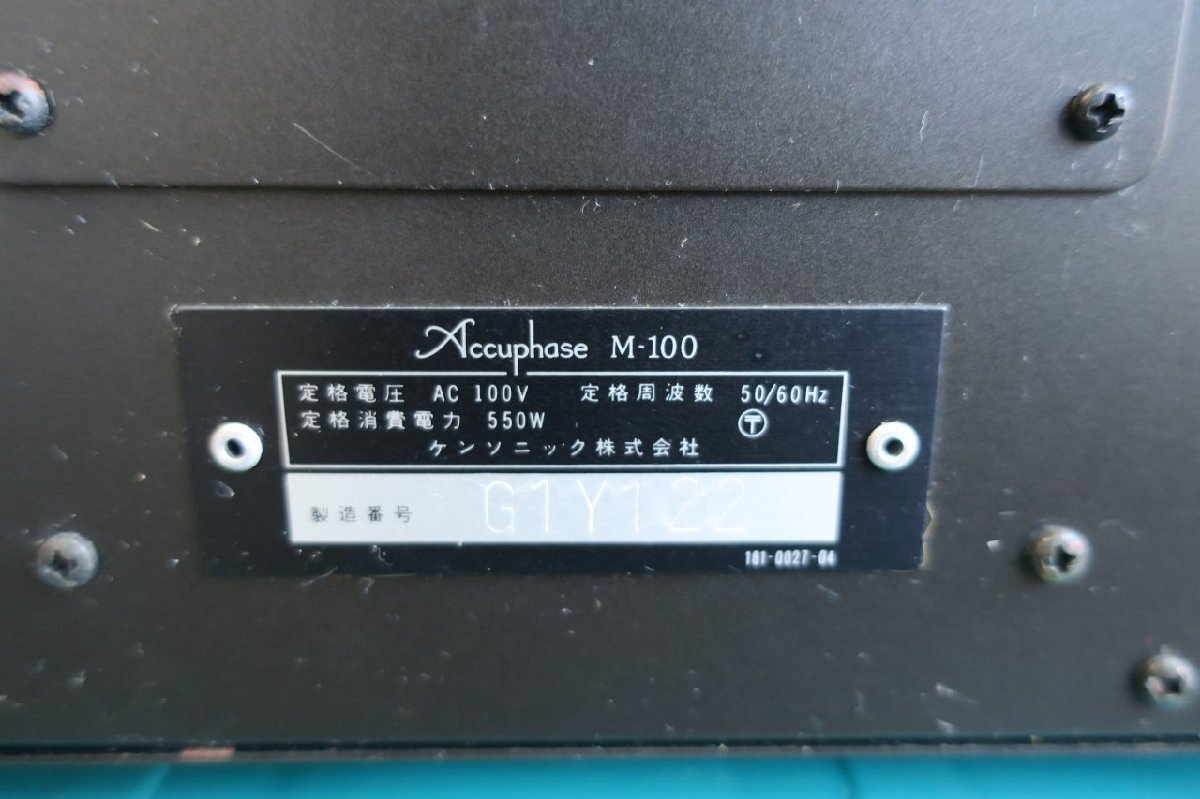 Accuphase M-100
定格電圧 AC 100V 定格周波数 50/60Hz
定格消費電力 550W 〒
ケンソニック株式会社
製造番号 G1Y122
181-0027-04